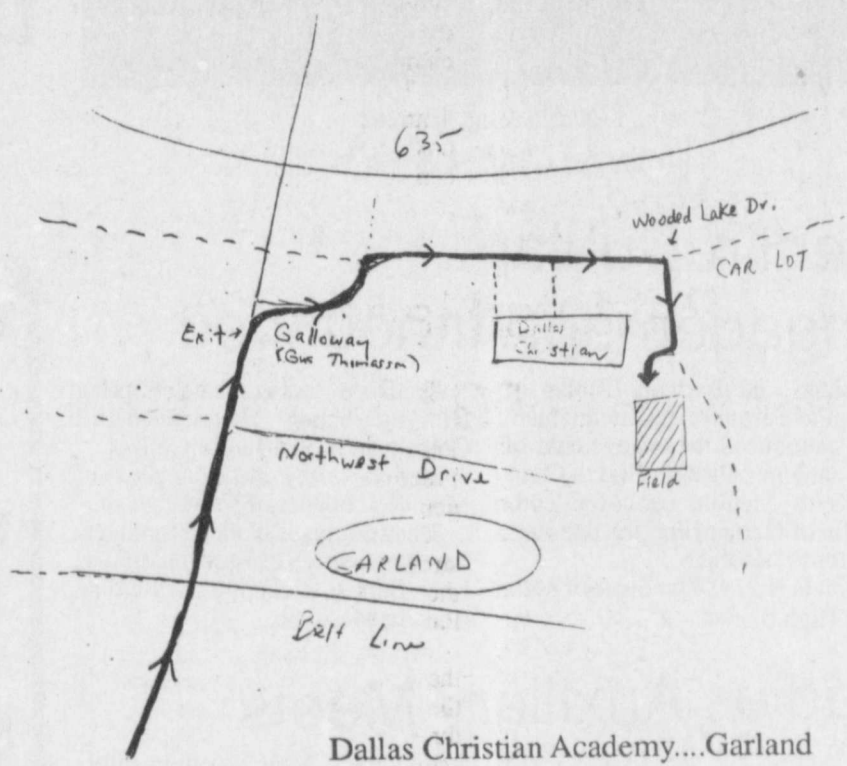 635
Wooded Lake Dr.
CAR LOT
Exit
Galloway
(Gus Thomasson)
Dallas
Christian
Field
Northwest Drive
GARLAND
Belt Line
Dallas Christian Academy....Garland